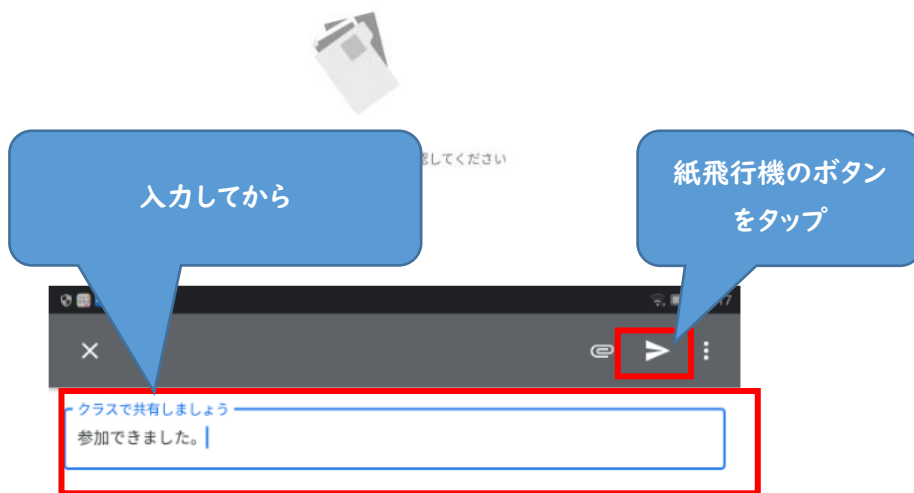 してください
入力してから
紙飛行機のボタン
をタップ
7
クラスで共有しましょう
参加できました。